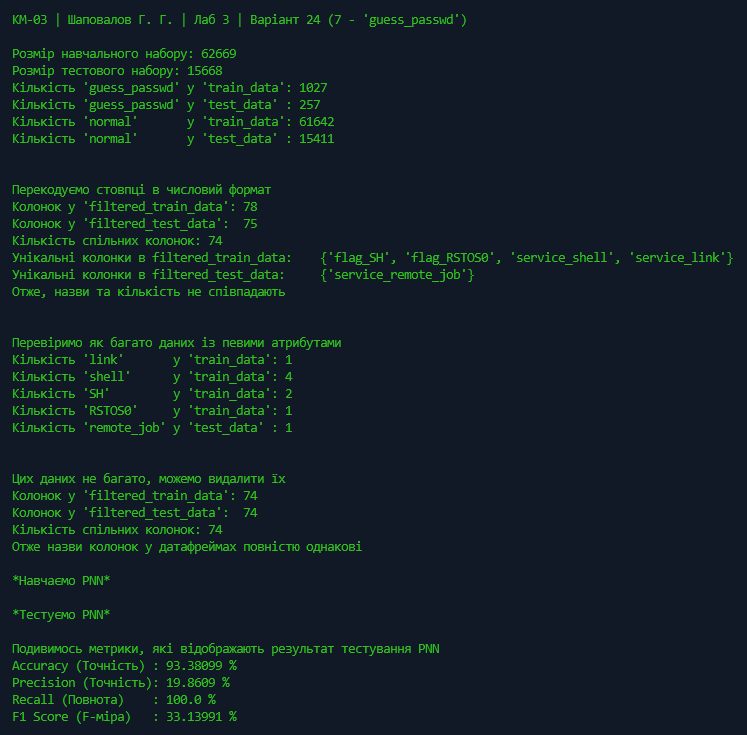 КМ-03 | Шаповалов Г. Г. | Лаб 3 | Варіант 24 (7 - 'guess_passwd')
Розмір навчального набору: 62669
Розмір тестового набору: 15668
Кількість 'guess_passwd' у 'train_data': 1027
Кількість 'guess_passwd' у 'test_data' : 257
Кількість 'normal'       у 'train_data': 61642
Кількість 'normal'       у 'test_data' : 15411
Перекодуємо стовпці в числовий формат
Колонок у 'filtered_train_data': 78
Колонок у 'filtered_test_data':  75
Кількість спільних колонок: 74
Унікальні колонки в filtered_train_data:    {'flag_SH', 'flag_RSTOS0', 'service_shell', 'service_link'}
Унікальні колонки в filtered_test_data:     {'service_remote_job'}
Отже, назви та кількість не співпадають
Перевіримо як багато даних із певими атрибутами
Кількість 'link'       у 'train_data': 1
Кількість 'shell'      у 'train_data': 4
Кількість 'SH'         у 'train_data': 2
Кількість 'RSTOS0'     у 'train_data': 1
Кількість 'remote_job' у 'test_data' : 1
Цих даних не багато, можемо видалити їх
Колонок у 'filtered_train_data': 74
Колонок у 'filtered_test_data':  74
Кількість спільних колонок: 74
Отже назви колонок у датафреймах повністю однакові
*Навчаємо PNN*
*Тестуємо PNN*
Подивимось метрики, які відображають результат тестування PNN
Accuracy (Точність) : 93.38099 %
Precision (Точність): 19.8609 %
Recall (Повнота)    : 100.0 %
F1 Score (F-міра)   : 33.13991 %